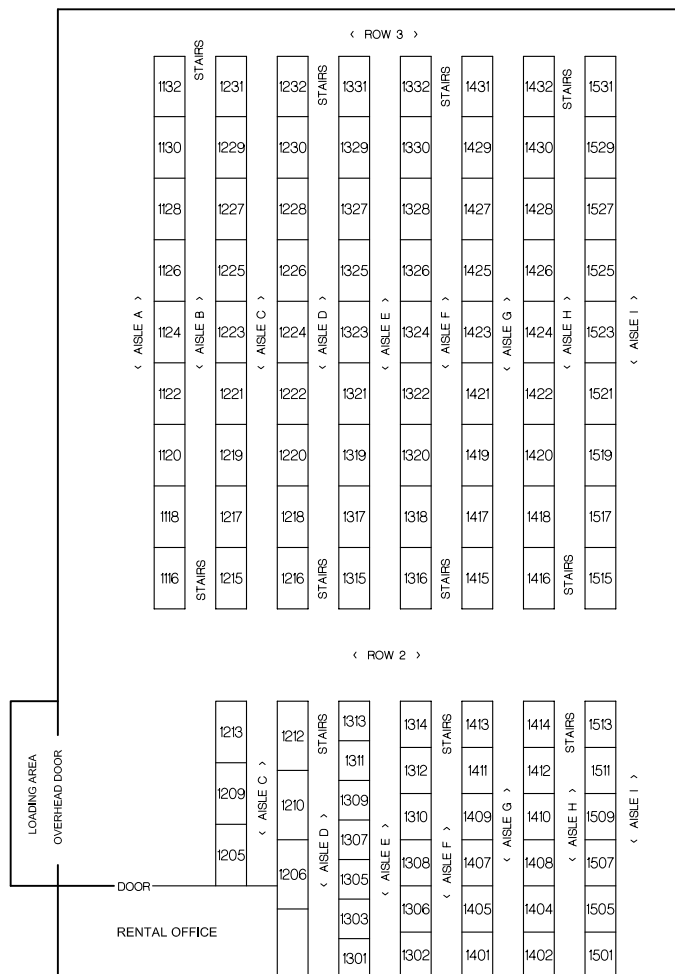 < ROW 3 >
STAIRS STAIRS STAIRS STAIRS
1132 1231 1232 1331 1332 1431 1432 1531
1130 1229 1230 1329 1330 1429 1430 1529
1128 1227 1228 1327 1328 1427 1428 1527
1126 1225 1226 1325 1326 1425 1426 1525
< AISLE A > < AISLE B > < AISLE C > < AISLE D > < AISLE E > < AISLE F > < AISLE G > < AISLE H > < AISLE I >
1124 1223 1224 1323 1324 1423 1424 1523
1122 1221 1222 1321 1322 1421 1422 1521
1120 1219 1220 1319 1320 1419 1420 1519
1118 1217 1218 1317 1318 1417 1418 1517
1116 STAIRS 1215 1216 STAIRS 1315 1316 STAIRS 1415 1416 STAIRS 1515
< ROW 2 >
1213 1212 STAIRS 1313 1314 STAIRS 1413 1414 STAIRS 1513
1311 1312 1411 1412 1511
LOADING AREA
OVERHEAD DOOR
1209 1210 1309 1310 1409 1410 1509
< AISLE C > < AISLE D > < AISLE E > < AISLE F > < AISLE G > < AISLE H > < AISLE I >
1205 1307 1308 1407 1408 1507
DOOR
1206 1305 1306 1405 1404 1505
1303
RENTAL OFFICE
1301 1302 1401 1402 1501